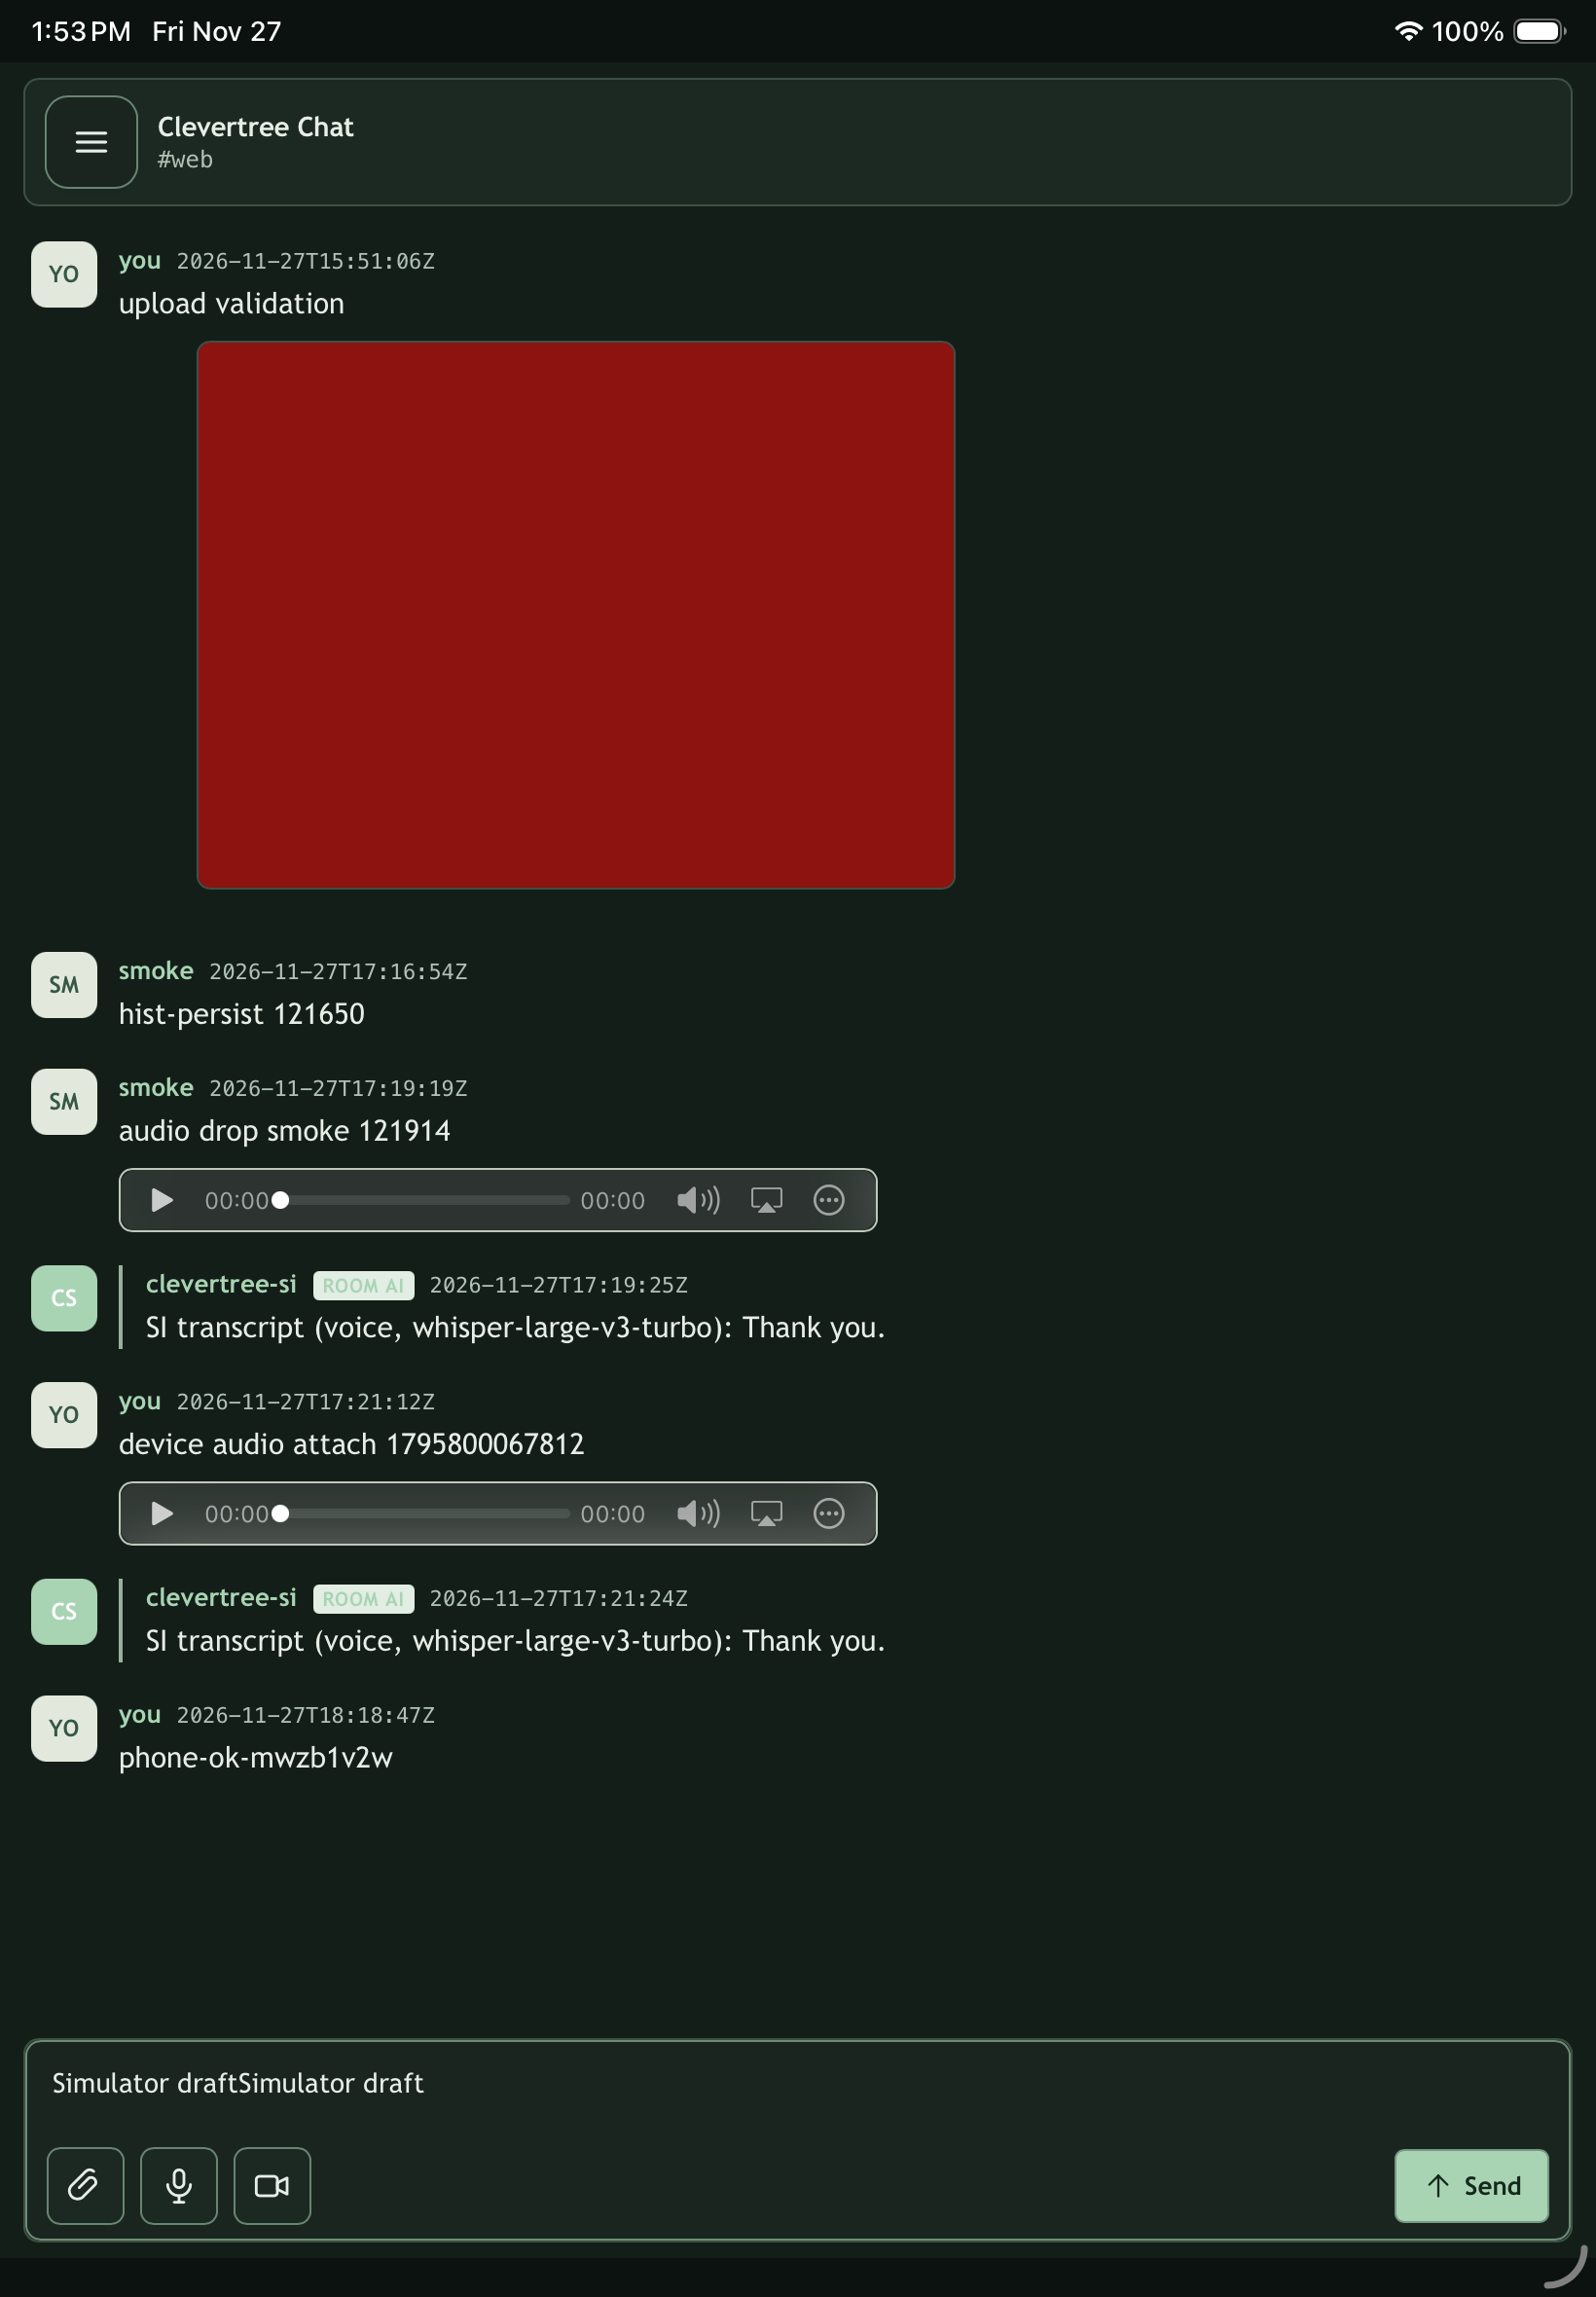 1:53 PM Fri Nov 27 100%
Clevertree Chat
#web
YO you 2026-11-27T15:51:06Z
upload validation
SM smoke 2026-11-27T17:16:54Z
hist-persist 121650
SM smoke 2026-11-27T17:19:19Z
audio drop smoke 121914
00:00 00:00
CS clevertree-si ROOM AI 2026-11-27T17:19:25Z
SI transcript (voice, whisper-large-v3-turbo): Thank you.
YO you 2026-11-27T17:21:12Z
device audio attach 1795800067812
00:00 00:00
CS clevertree-si ROOM AI 2026-11-27T17:21:24Z
SI transcript (voice, whisper-large-v3-turbo): Thank you.
YO you 2026-11-27T18:18:47Z
phone-ok-mwzb1v2w
Simulator draftSimulator draft
Send